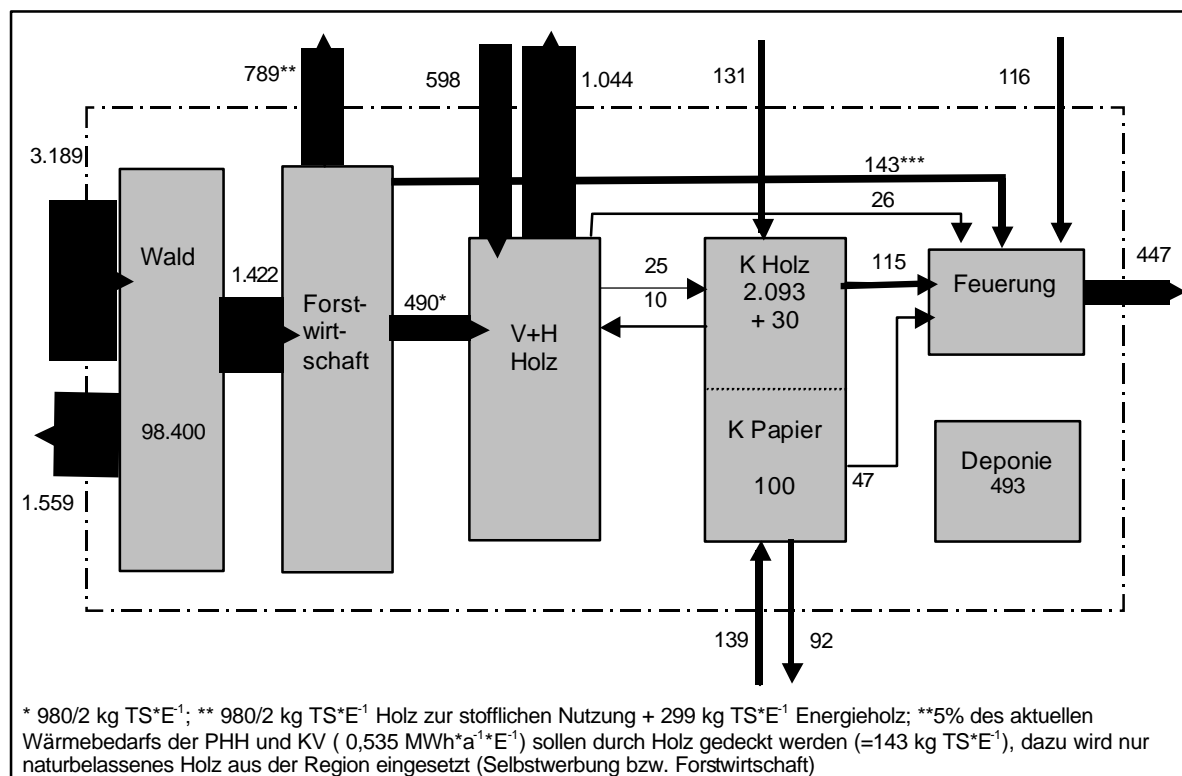 789**
598
1.044
131
116
3.189
143***
26
Wald
1.422
Forst-
wirt-
schaft
490*
V+H
Holz
25
10
K Holz
2.093
+ 30
115
Feuerung
447
98.400
K Papier
100
47
Deponie
493
1.559
139
92
* 980/2 kg TS*E⁻¹; ** 980/2 kg TS*E⁻¹ Holz zur stofflichen Nutzung + 299 kg TS*E⁻¹ Energieholz; **5% des aktuellen
Wärmebedarfs der PHH und KV ( 0,535 MWh*a⁻¹*E⁻¹) sollen durch Holz gedeckt werden (=143 kg TS*E⁻¹), dazu wird nur
naturbelassenes Holz aus der Region eingesetzt (Selbstwerbung bzw. Forstwirtschaft)